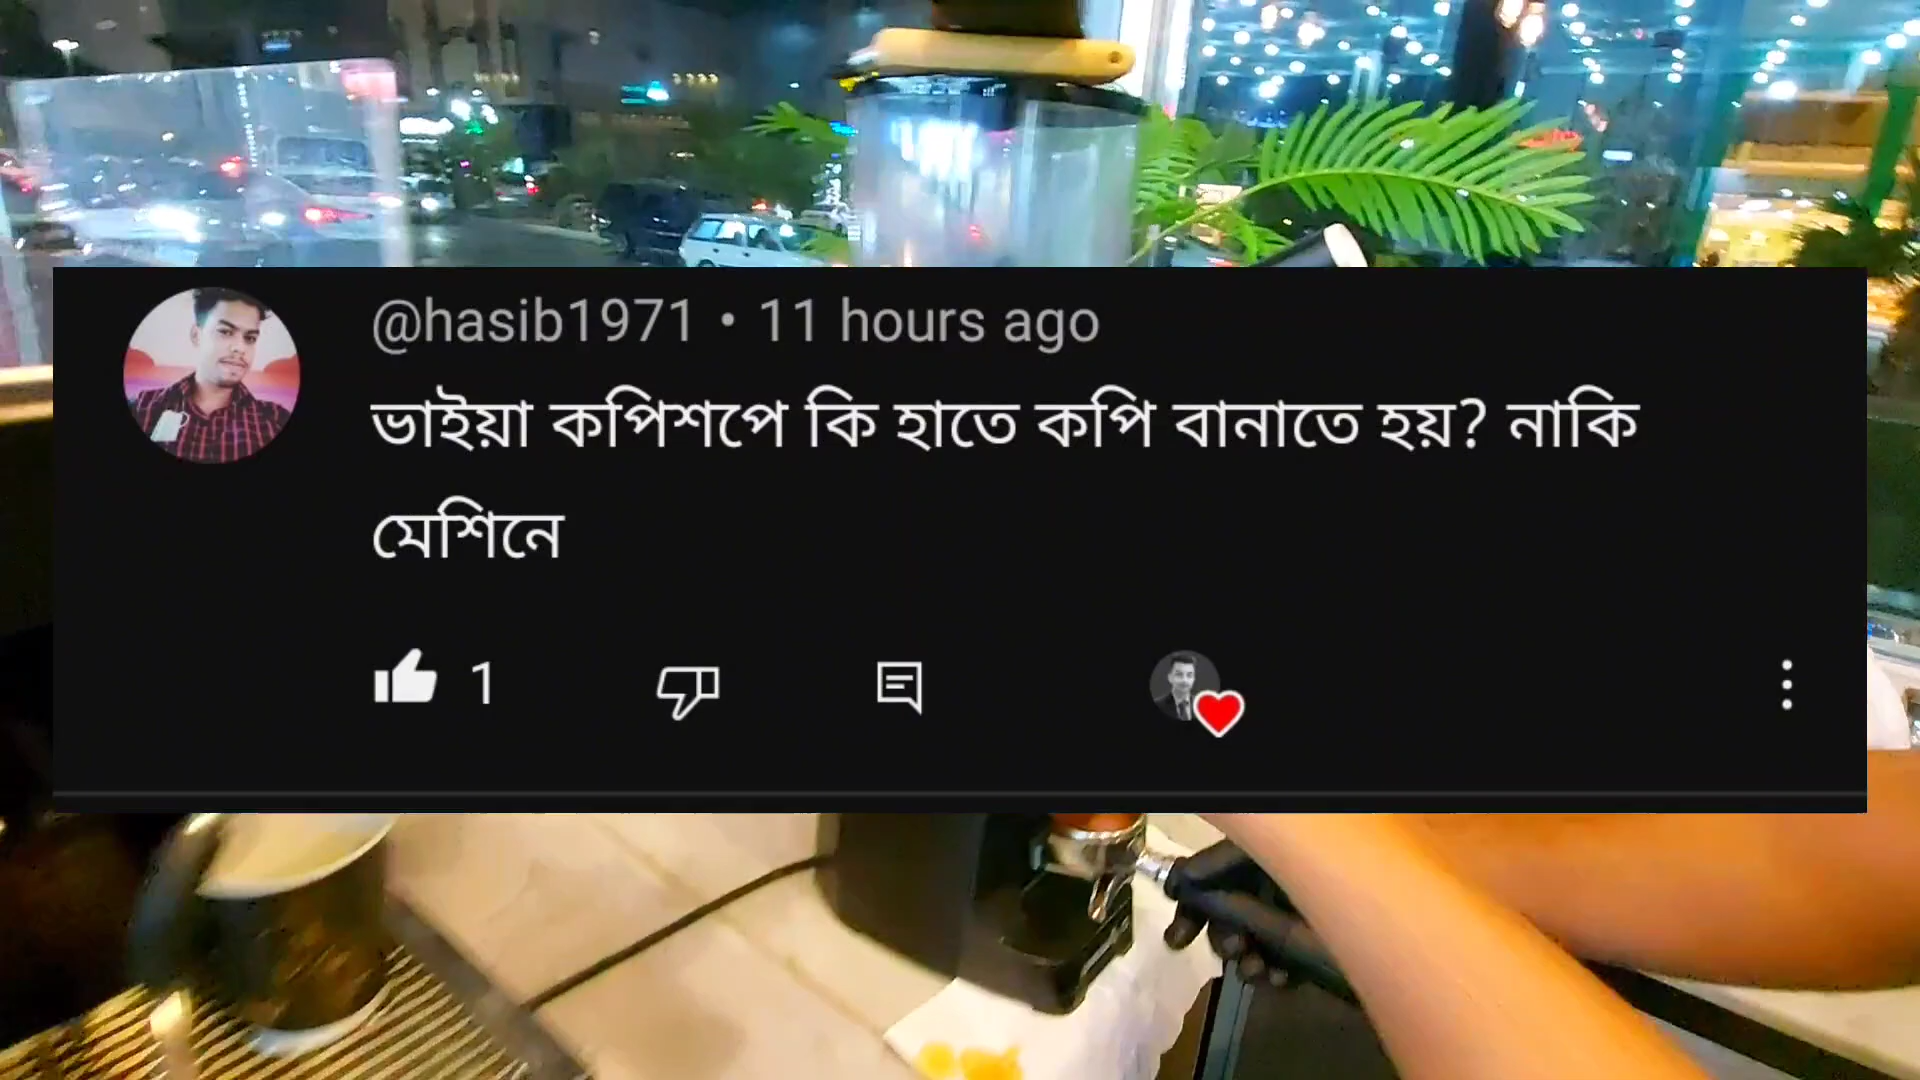 @hasib1971 • 11 hours ago
ভাইয়া কপিশপে কি হাতে কপি বানাতে হয়? নাকি
মেশিনে
1